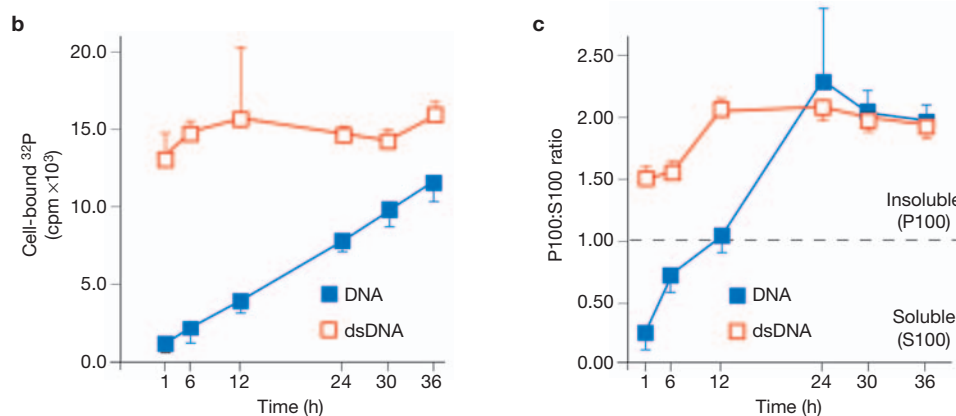 b
20.0
15.0
10.0
5.0
0.0
Cell-bound ³²P
(cpm ×10³)
DNA
dsDNA
1 6 12 24 30 36
Time (h)
c
2.50
2.00
1.50
1.00
0.50
0.00
P100:S100 ratio
Insoluble
(P100)
DNA
dsDNA
Soluble
(S100)
1 6 12 24 30 36
Time (h)